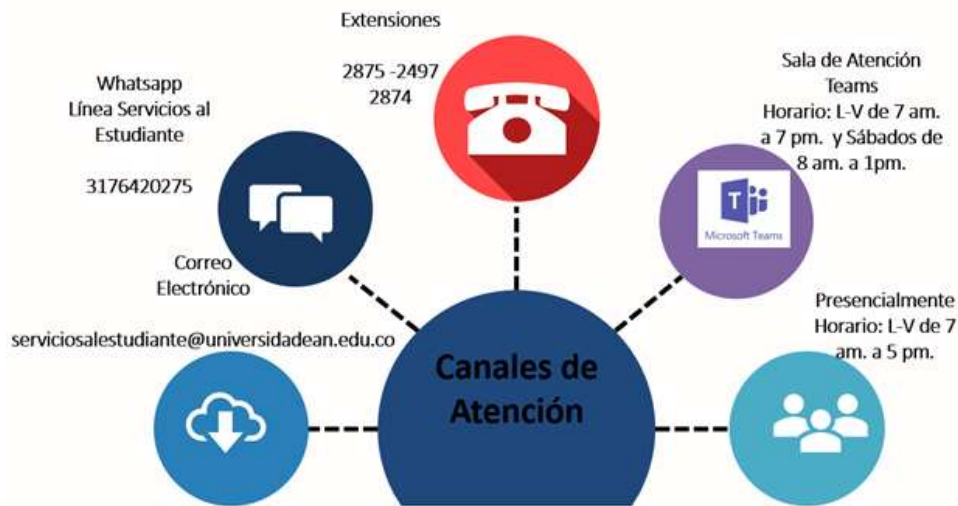 Extensiones
2875 -2497
2874
Whatsapp
Línea Servicios al
Estudiante
3176420275
Sala de Atención
Teams
Horario: L-V de 7 am.
a 7 pm. y Sábados de
8 am. a 1pm.
T
Microsoft Teams
Correo
Electrónico
serviciosalestudiante@universidadean.edu.co
Presencialmente
Horario: L-V de 7
am. a 5 pm.
Canales de
Atención